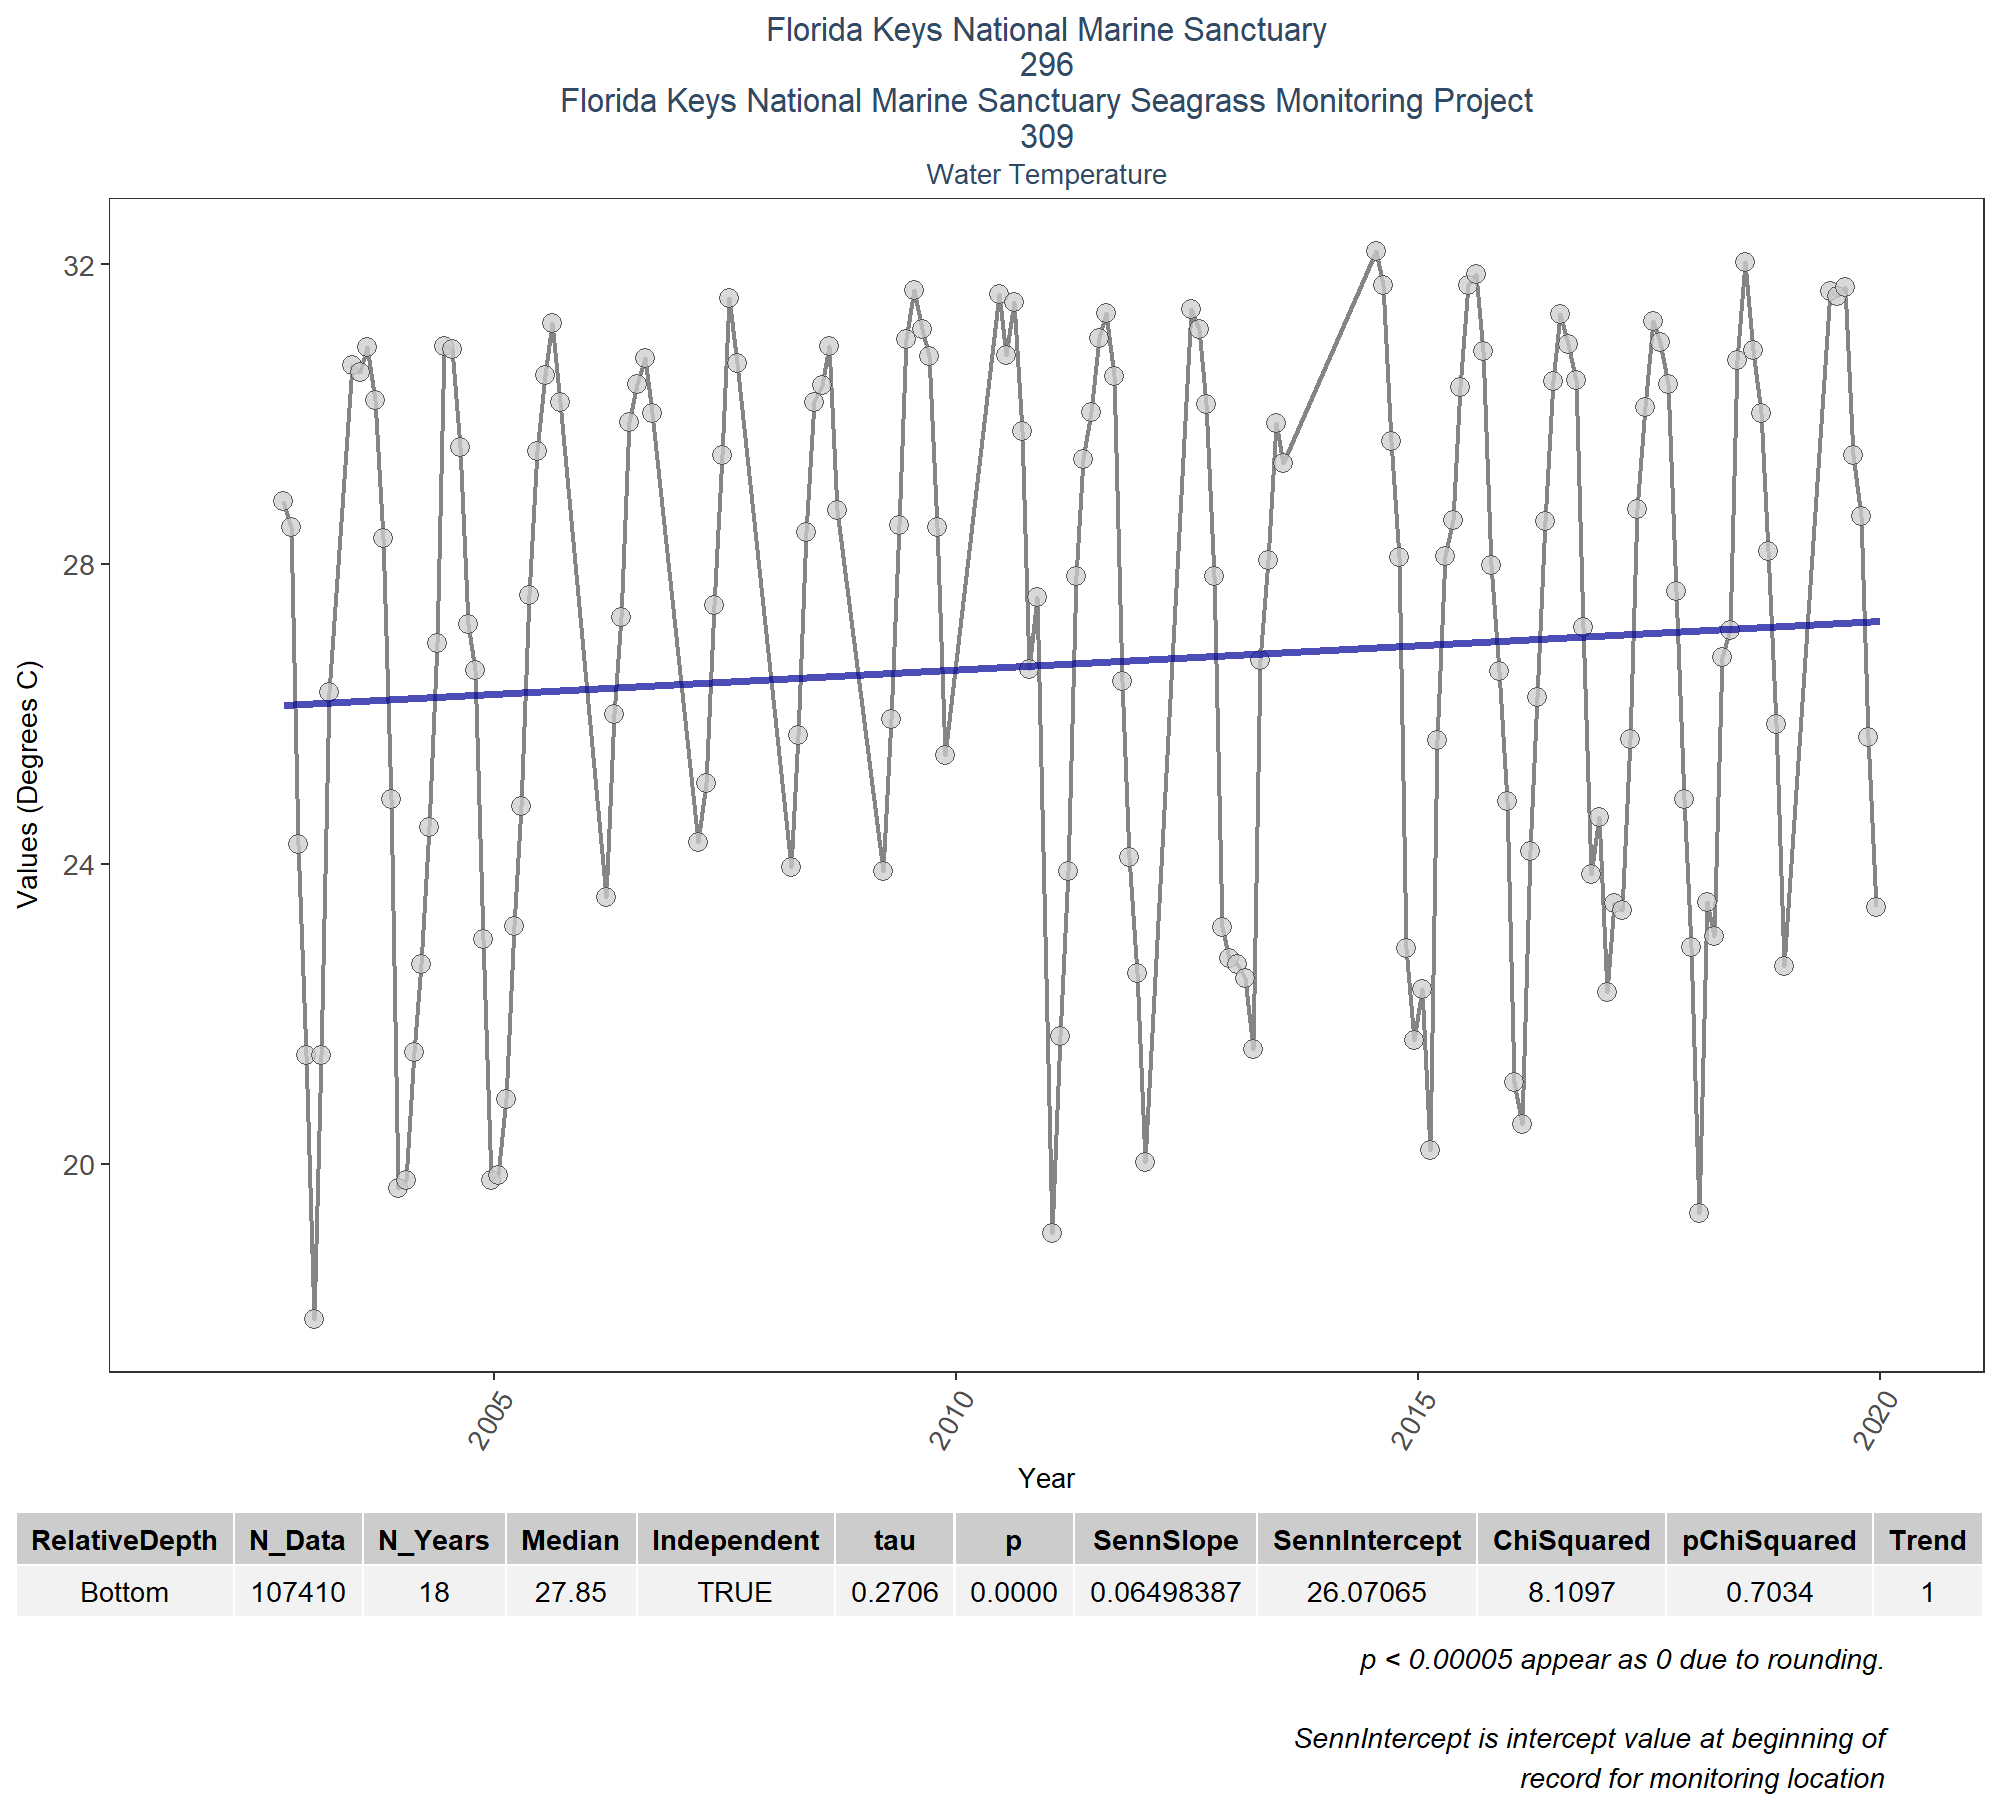 Florida Keys National Marine Sanctuary
296
Florida Keys National Marine Sanctuary Seagrass Monitoring Project
309
Water Temperature
Values (Degrees C)
32
28
24
20
2005
2010
2015
2020
Year
RelativeDepth N_Data N_Years Median Independent tau p SennSlope SennIntercept ChiSquared pChiSquared Trend
Bottom 107410 18 27.85 TRUE 0.2706 0.0000 0.06498387 26.07065 8.1097 0.7034 1
p < 0.00005 appear as 0 due to rounding.
SennIntercept is intercept value at beginning of
record for monitoring location